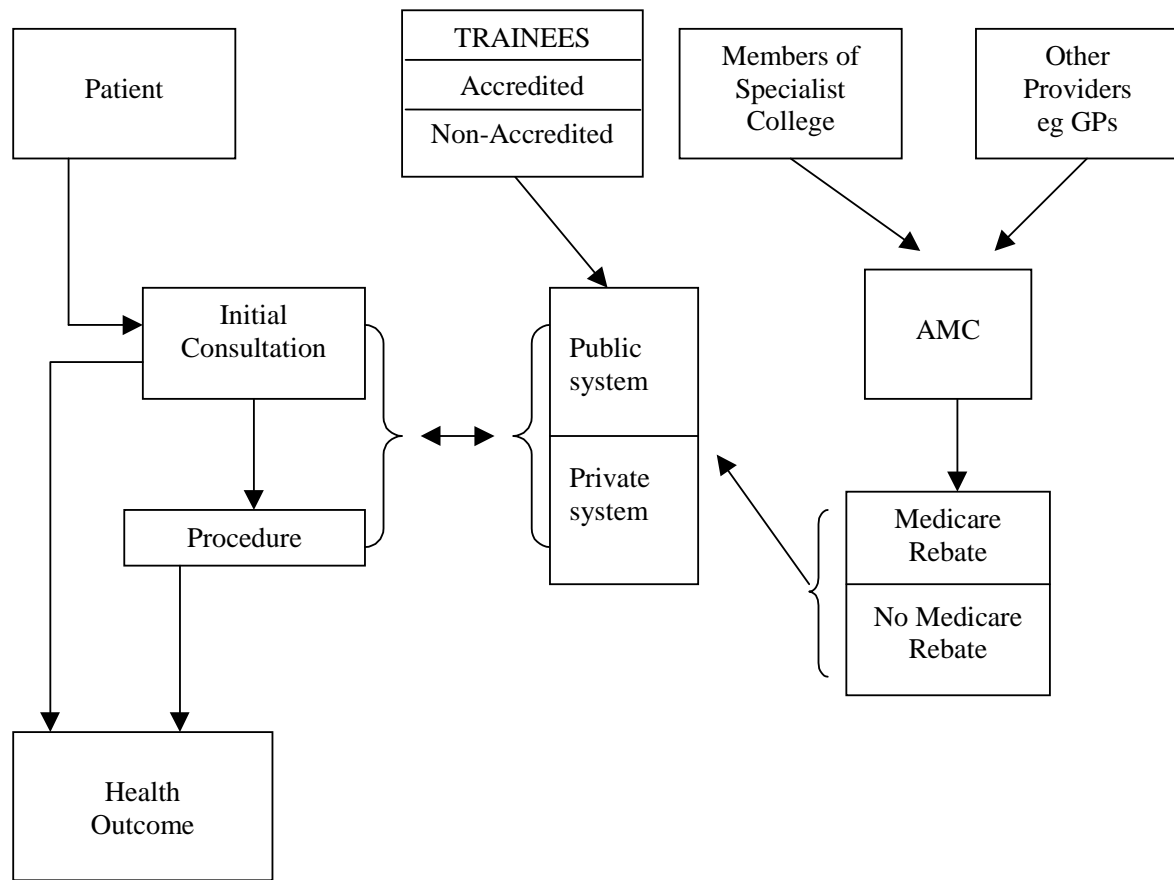 Patient
TRAINEES
Accredited
Non-Accredited
Members of
Specialist
College
Other
Providers
eg GPs
Initial
Consultation
Public
system
Private
system
AMC
Procedure
Medicare
Rebate
No Medicare
Rebate
Health
Outcome